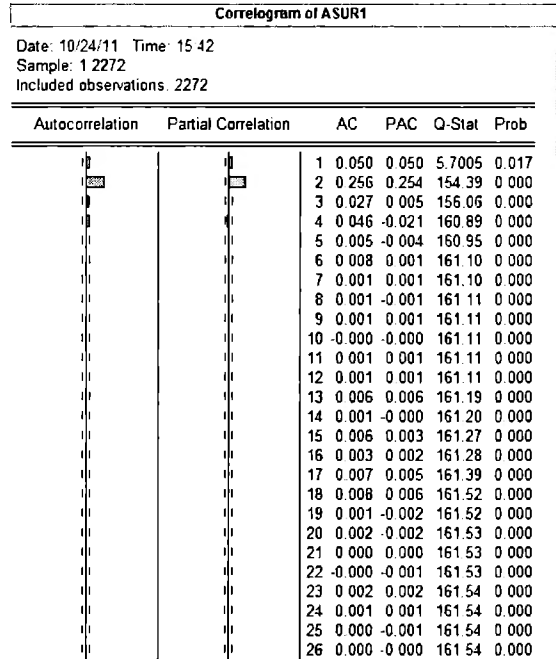 Correlogram of ASUR1
Date: 10/24/11 Time: 15 42
Sample: 1 2272
Included observations. 2272
Autocorrelation Partial Correlation AC PAC Q-Stat Prob
1 0.050 0.050 5.7005 0.017
2 0.256 0.254 154.39 0 000
3 0.027 0 005 156.06 0.000
4 0 046 -0.021 160.89 0 000
5 0.005 -0 004 160.95 0 000
6 0 008 0 001 161.10 0 000
7 0.001 0.001 161.10 0.000
8 0.001 -0 001 161 11 0.000
9 0.001 0.001 161.11 0.000
10 -0.000 -0.000 161.11 0.000
11 0 001 0 001 161.11 0.000
12 0.001 0.001 161.11 0.000
13 0.006 0.006 161.19 0.000
14 0.001 -0 000 161.20 0.000
15 0.006 0.003 161.27 0 000
16 0 003 0 002 161.28 0 000
17 0.007 0.005 161.39 0 000
18 0.008 0 006 161.52 0.000
19 0 001 -0.002 161.52 0 000
20 0.002 -0.002 161.53 0 000
21 0 000 0.000 161 53 0 000
22 -0.000 -0 001 161.53 0 000
23 0 002 0.002 161.54 0 000
24 0.001 0 001 161 54 0.000
25 0.000 -0.001 161.54 0 000
26 0 000 -0 000 161 54 0.000